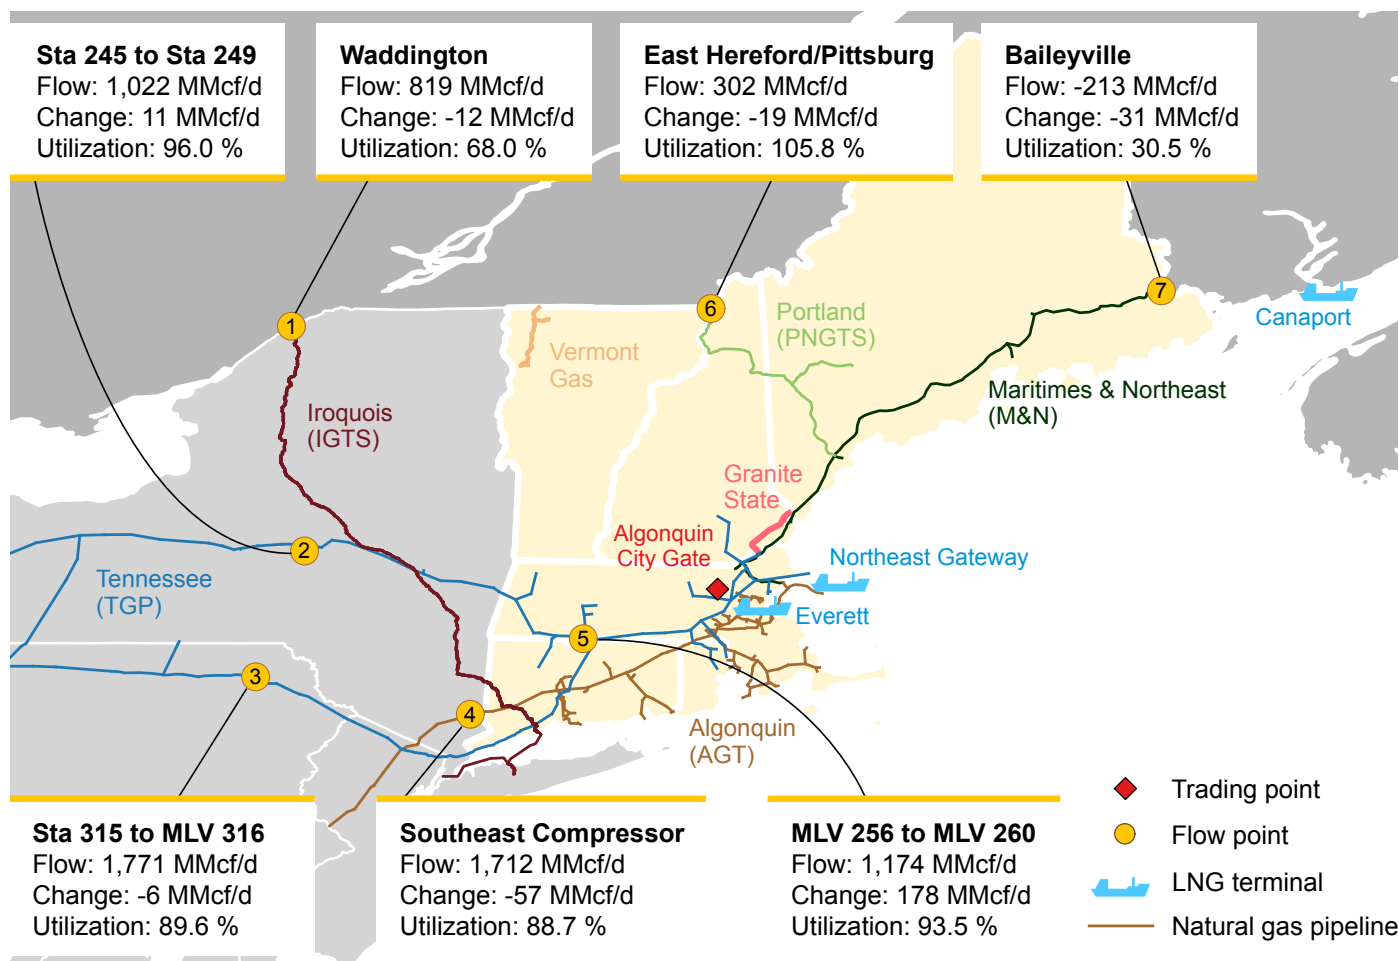 Sta 245 to Sta 249
Flow: 1,022 MMcf/d
Change: 11 MMcf/d
Utilization: 96.0 %
Waddington
Flow: 819 MMcf/d
Change: -12 MMcf/d
Utilization: 68.0 %
East Hereford/Pittsburg
Flow: 302 MMcf/d
Change: -19 MMcf/d
Utilization: 105.8 %
Baileyville
Flow: -213 MMcf/d
Change: -31 MMcf/d
Utilization: 30.5 %
7
6
1
Canaport
Portland
(PNGTS)
Vermont
Gas
Maritimes & Northeast
(M&N)
Iroquois
(IGTS)
Granite
State
Algonquin
City Gate
2
Northeast Gateway
Tennessee
(TGP)
Everett
5
3
4
Algonquin
(AGT)
Sta 315 to MLV 316
Flow: 1,771 MMcf/d
Change: -6 MMcf/d
Utilization: 89.6 %
Southeast Compressor
Flow: 1,712 MMcf/d
Change: -57 MMcf/d
Utilization: 88.7 %
MLV 256 to MLV 260
Flow: 1,174 MMcf/d
Change: 178 MMcf/d
Utilization: 93.5 %
Trading point
Flow point
LNG terminal
Natural gas pipeline